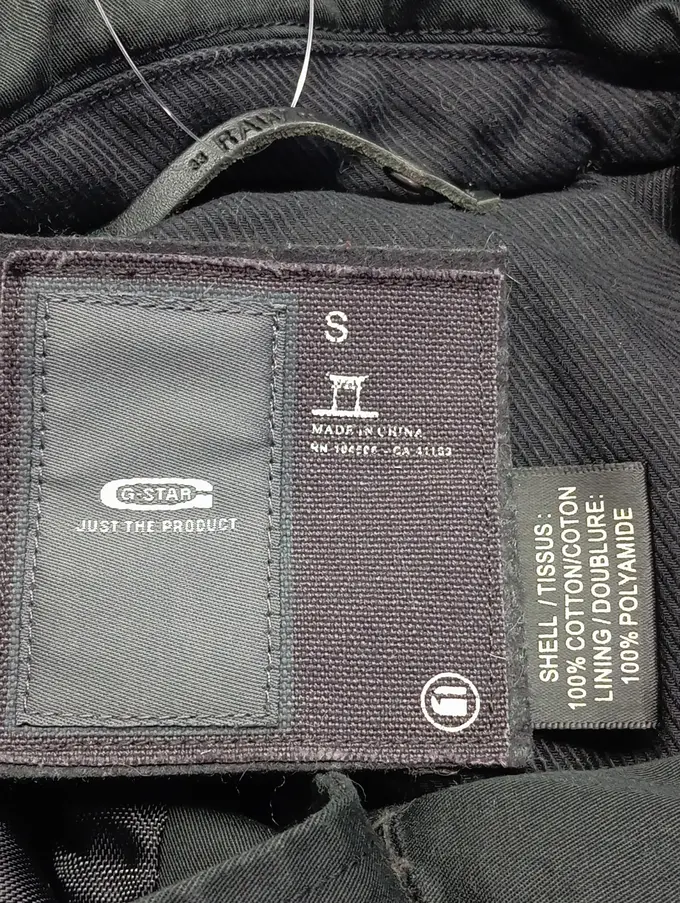 RAW
S
MADE IN CHINA
G-STAR
JUST THE PRODUCT
SHELL / TISSUS :
100% COTTON/COTON
LINING / DOUBLURE:
100% POLYAMIDE